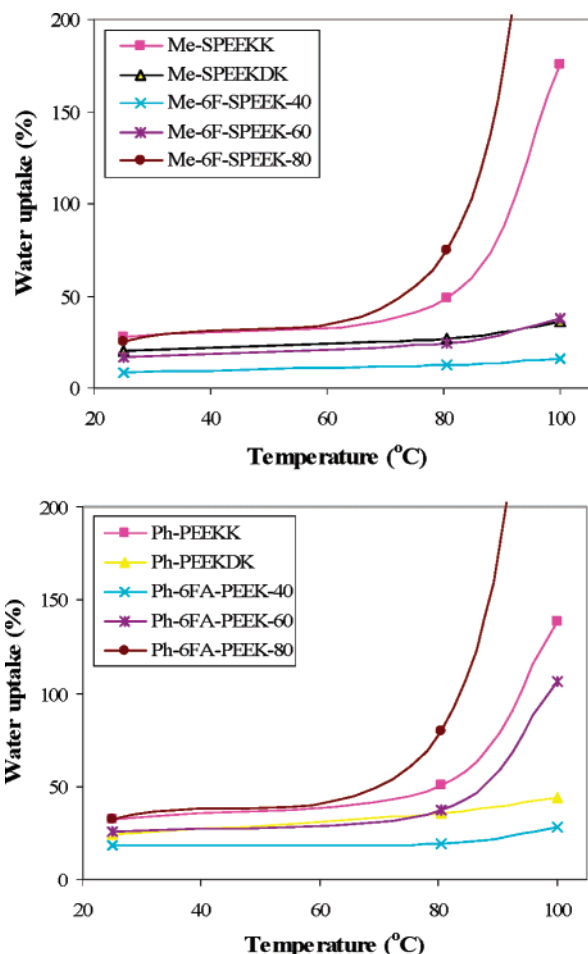 200
150
100
50
0
Water uptake (%)
Me-SPEEKK
Me-SPEEKDK
Me-6F-SPEEK-40
Me-6F-SPEEK-60
Me-6F-SPEEK-80
20 40 60 80 100
Temperature (°C)
200
150
100
50
0
Water uptake (%)
Ph-PEEKK
Ph-PEEKDK
Ph-6FA-PEEK-40
Ph-6FA-PEEK-60
Ph-6FA-PEEK-80
20 40 60 80 100
Temperature (°C)